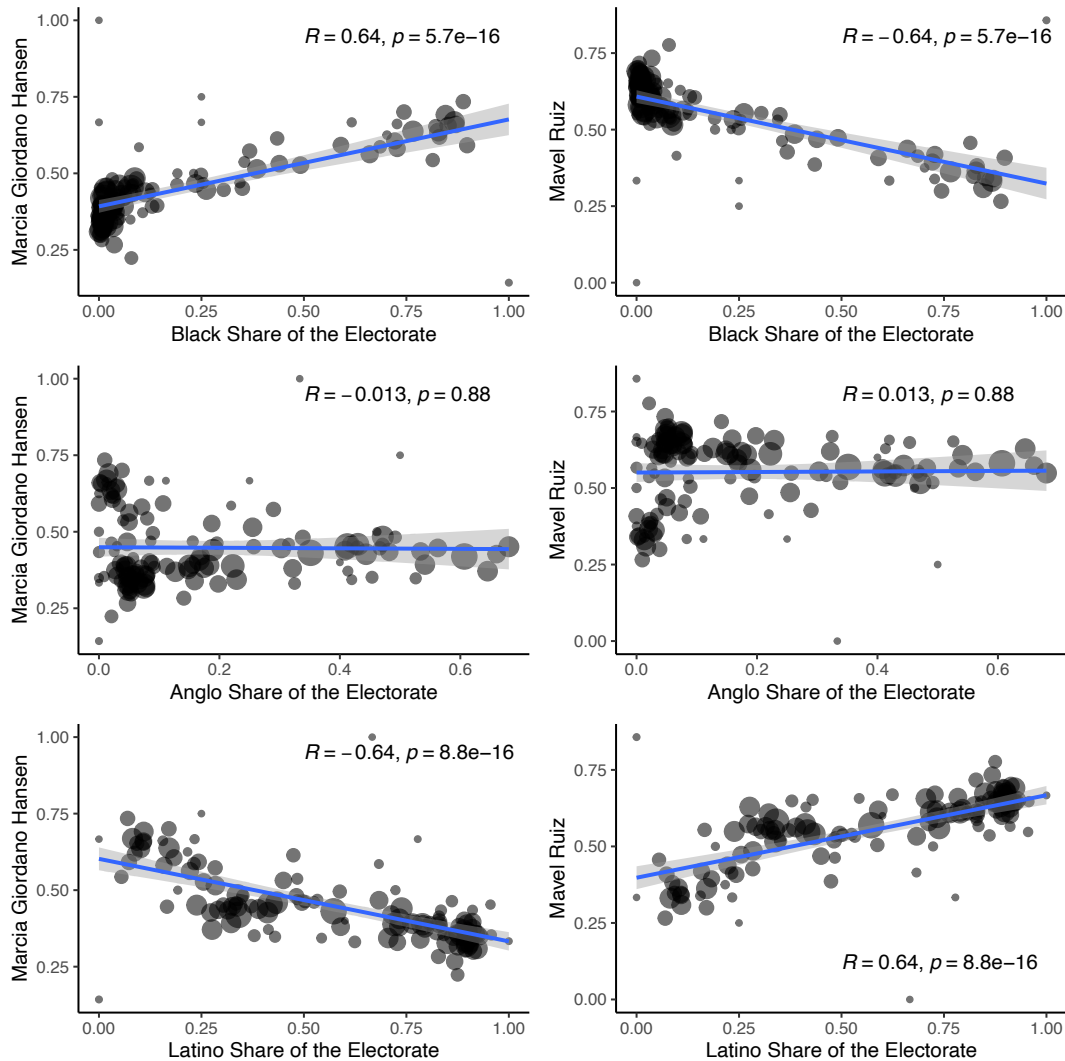 1.00
0.75
0.50
0.25
Marcia Giordano Hansen
R = 0.64, p = 5.7e−16
0.00 0.25 0.50 0.75 1.00
Black Share of the Electorate
1.00
0.75
0.50
0.25
0.00
Mavel Ruiz
R = −0.64, p = 5.7e−16
0.00 0.25 0.50 0.75 1.00
Black Share of the Electorate
1.00
0.75
0.50
0.25
Marcia Giordano Hansen
R = −0.013, p = 0.88
0.0 0.2 0.4 0.6
Anglo Share of the Electorate
0.75
0.50
0.25
0.00
Mavel Ruiz
R = 0.013, p = 0.88
0.0 0.2 0.4 0.6
Anglo Share of the Electorate
1.00
0.75
0.50
0.25
Marcia Giordano Hansen
R = −0.64, p = 8.8e−16
0.00 0.25 0.50 0.75 1.00
Latino Share of the Electorate
0.75
0.50
0.25
0.00
Mavel Ruiz
R = 0.64, p = 8.8e−16
0.00 0.25 0.50 0.75 1.00
Latino Share of the Electorate